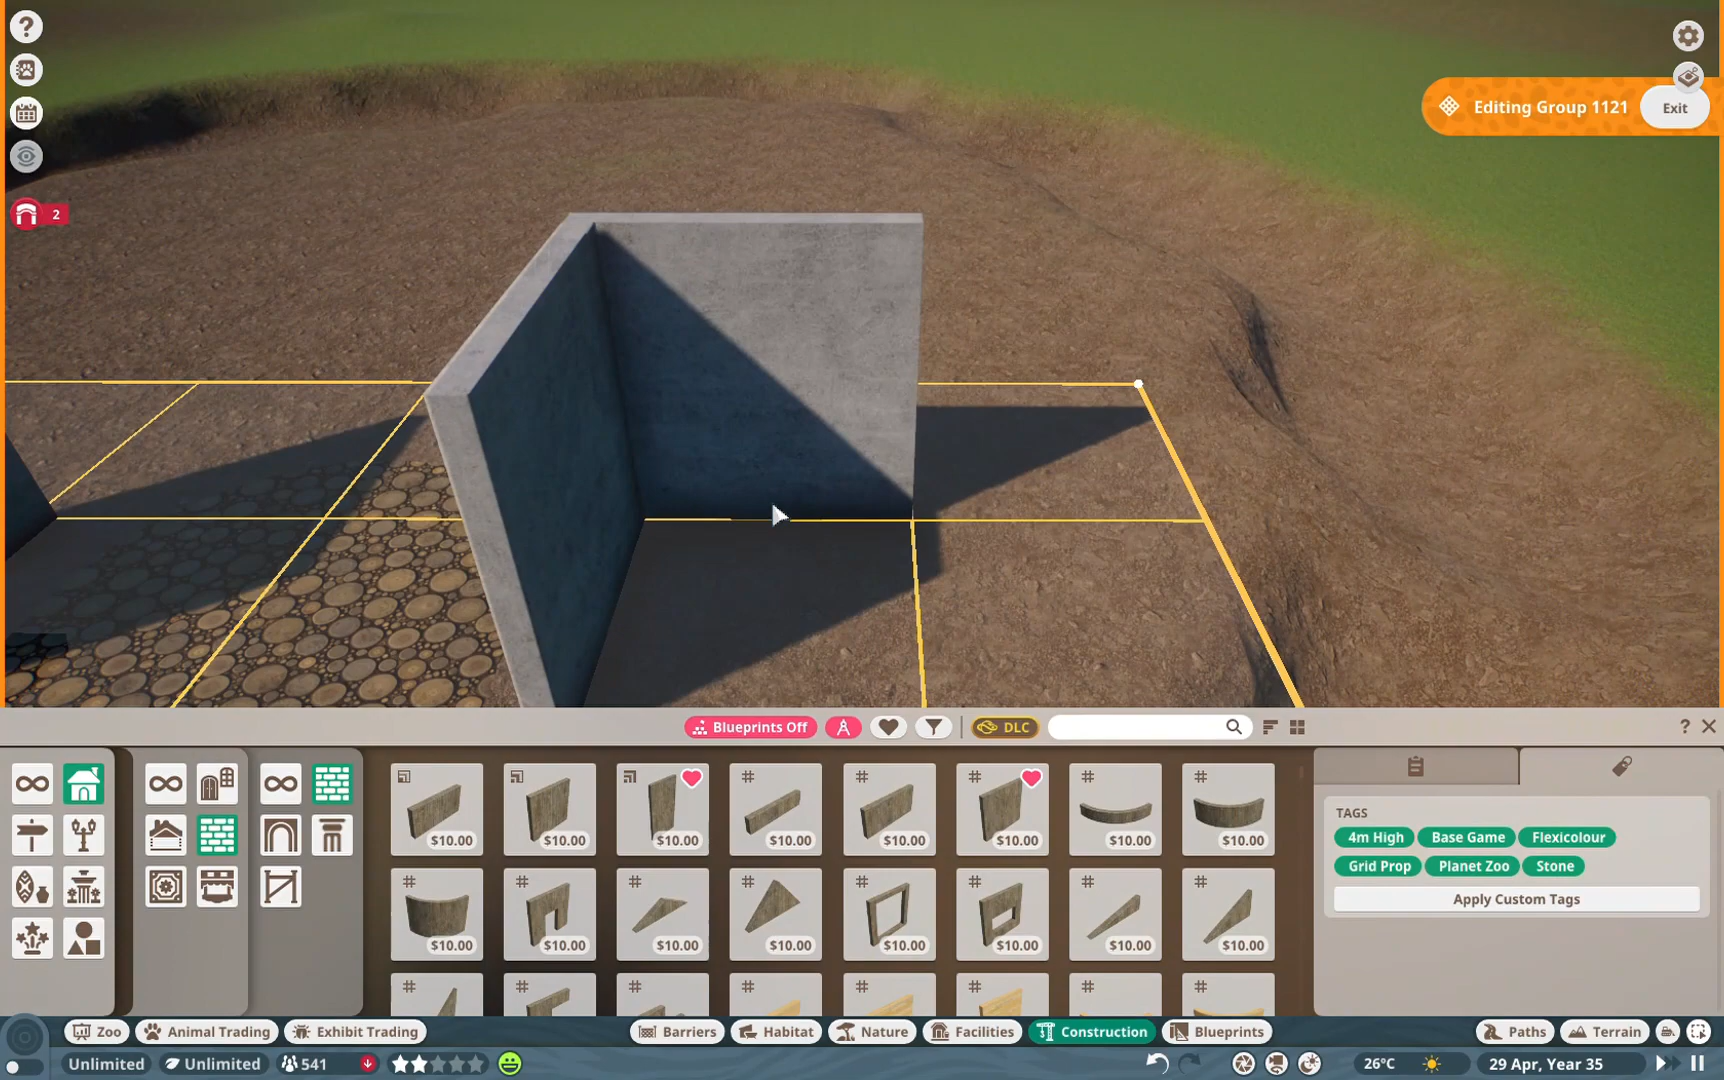 ?
Editing Group 1121 Exit
2
Blueprints Off DLC ?
$10.00 $10.00 $10.00 $10.00 $10.00 $10.00 $10.00 $10.00
$10.00 $10.00 $10.00 $10.00 $10.00 $10.00 $10.00 $10.00
TAGS
4m High Base Game Flexicolour
Grid Prop Planet Zoo Stone
Apply Custom Tags
Zoo Animal Trading Exhibit Trading Barriers Habitat Nature Facilities Construction Blueprints Paths Terrain
Unlimited Unlimited 541 26°C 29 Apr, Year 35